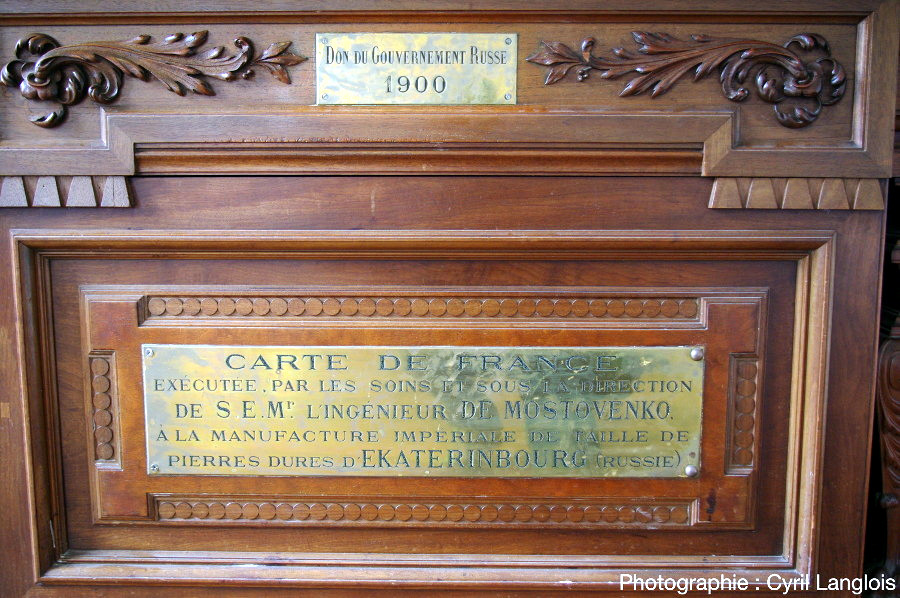 DON DU GOUVERNEMENT RUSSE
1900
CARTE DE FRANCE
EXÉCUTÉE, PAR LES SOINS ET SOUS LA DIRECTION
DE S.E.Mr. L'INGENIEUR DE MOSTOVENKO.
À LA MANUFACTURE IMPERIALE DE TAILLE DE
PIERRES DURES D'EKATERINBOURG (RUSSIE)
Photographie : Cyril Langlois